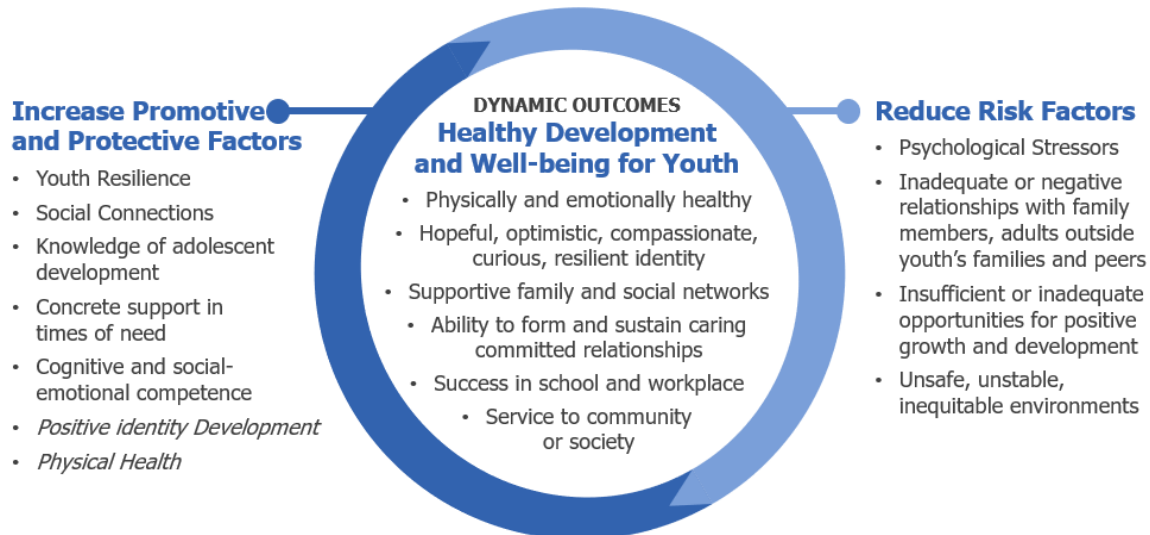 Increase Promotive
and Protective Factors
• Youth Resilience
• Social Connections
• Knowledge of adolescent
development
• Concrete support in
times of need
• Cognitive and social-
emotional competence
• Positive identity Development
• Physical Health
DYNAMIC OUTCOMES
Healthy Development
and Well-being for Youth
• Physically and emotionally healthy
• Hopeful, optimistic, compassionate,
curious, resilient identity
• Supportive family and social networks
• Ability to form and sustain caring
committed relationships
• Success in school and workplace
• Service to community
or society
Reduce Risk Factors
• Psychological Stressors
• Inadequate or negative
relationships with family
members, adults outside
youth’s families and peers
• Insufficient or inadequate
opportunities for positive
growth and development
• Unsafe, unstable,
inequitable environments